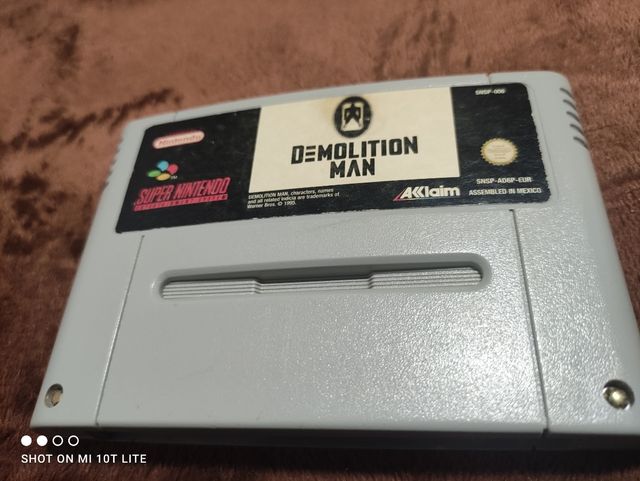 SNSP-006
Nintendo
DEMOLITION
MAN
SUPER NINTENDO
ENTERTAINMENT SYSTEM
DEMOLITION MAN, characters, names
and all related indicia are trademarks of
Warner Bros. © 1995.
AKlaim
SNSP-AD6P-EUR
ASSEMBLED IN MEXICO
SHOT ON MI 10T LITE